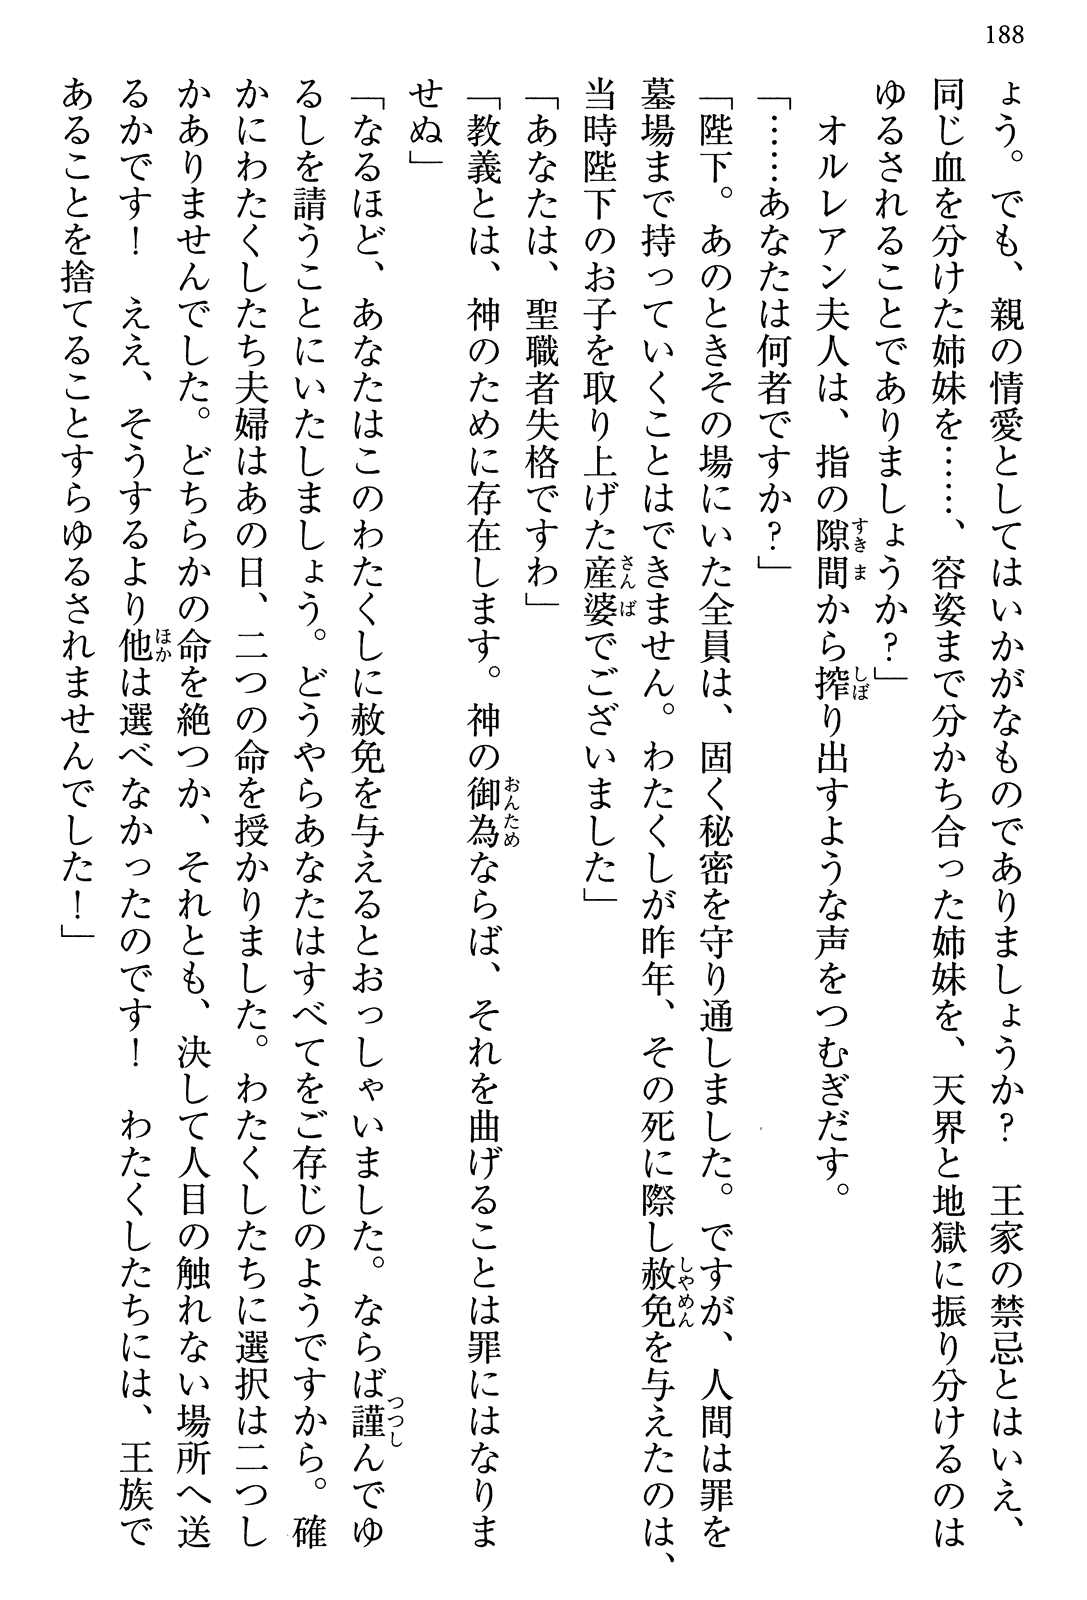 188
ょう。でも、親の情愛としてはいかがなものでありましょうか？　王家の禁忌とはいえ、
同じ血を分けた姉妹を……、容姿まで分かち合った姉妹を、天界と地獄に振り分けるのは
ゆるされることでありましょうか？」
　オルレアン夫人は、指の隙間から搾り出すような声をつむぎだす。
「……あなたは何者ですか？」
「陛下。あのときその場にいた全員は、固く秘密を守り通しました。ですが、人間は罪を
墓場まで持っていくことはできません。わたくしが昨年、その死に際し赦免を与えたのは、
当時陛下のお子を取り上げた産婆でございました」
「あなたは、聖職者失格ですわ」
「教義とは、神のために存在します。神の御為ならば、それを曲げることは罪にはなりま
せぬ」
「なるほど、あなたはこのわたくしに赦免を与えるとおっしゃいました。ならば謹んでゆ
るしを請うことにいたしましょう。どうやらあなたはすべてをご存じのようですから。確
かにわたくしたち夫婦はあの日、二つの命を授かりました。わたくしたちに選択は二つし
かありませんでした。どちらかの命を絶つか、それとも、決して人目の触れない場所へ送
るかです！　ええ、そうするより他は選べなかったのです！　わたくしたちには、王族で
あることを捨てることすらゆるされませんでした！」